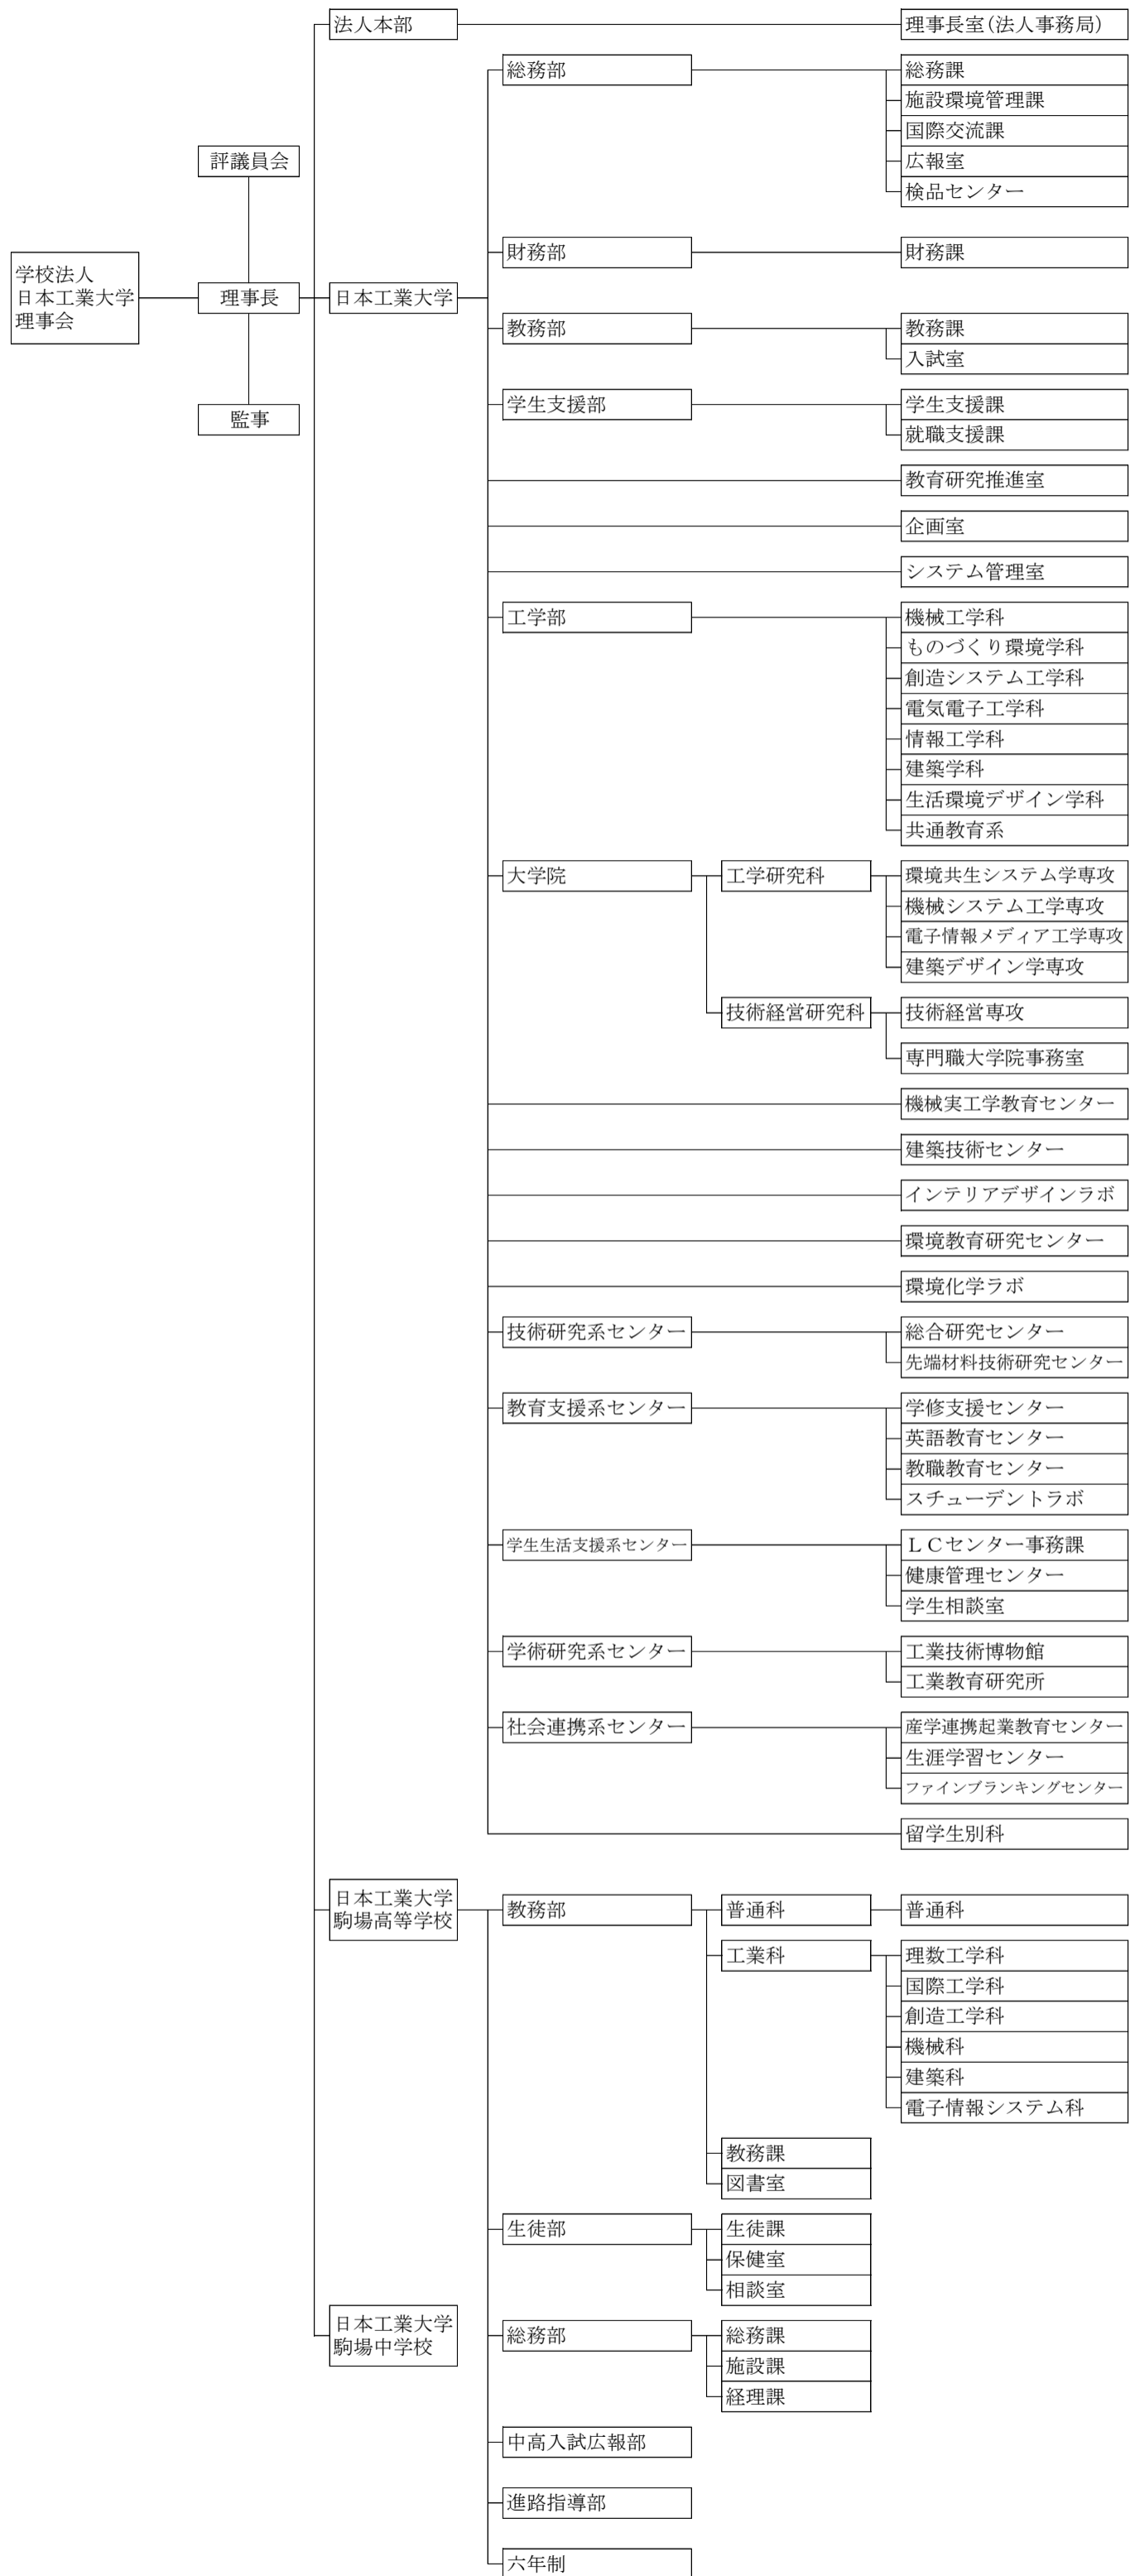 法人本部
理事長室(法人事務局)
総務部
総務課
施設環境管理課
国際交流課
広報室
検品センター
評議員会
財務部
財務課
学校法人
日本工業大学
理事会
理事長
日本工業大学
教務部
教務課
入試室
監事
学生支援部
学生支援課
就職支援課
教育研究推進室
企画室
システム管理室
工学部
機械工学科
ものづくり環境学科
創造システム工学科
電気電子工学科
情報工学科
建築学科
生活環境デザイン学科
共通教育系
大学院
工学研究科
環境共生システム学専攻
機械システム工学専攻
電子情報メディア工学専攻
建築デザイン学専攻
技術経営研究科
技術経営専攻
専門職大学院事務室
機械実工学教育センター
建築技術センター
インテリアデザインラボ
環境教育研究センター
環境化学ラボ
技術研究系センター
総合研究センター
先端材料技術研究センター
教育支援系センター
学修支援センター
英語教育センター
教職教育センター
スチューデントラボ
学生生活支援系センター
ＬＣセンター事務課
健康管理センター
学生相談室
学術研究系センター
工業技術博物館
工業教育研究所
社会連携系センター
産学連携起業教育センター
生涯学習センター
ファインブランキングセンター
留学生別科
日本工業大学
駒場高等学校
教務部
普通科
普通科
工業科
理数工学科
国際工学科
創造工学科
機械科
建築科
電子情報システム科
教務課
図書室
生徒部
生徒課
保健室
相談室
日本工業大学
駒場中学校
総務部
総務課
施設課
経理課
中高入試広報部
進路指導部
六年制